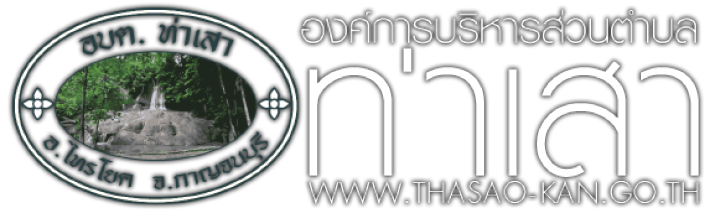 อบต. ท่าเสา
อ.ไทรโยค จ.กาญจนบุรี
องค์การบริหารส่วนตำบล
ท่าเสา
WWW.THASAO-KAN.GO.TH